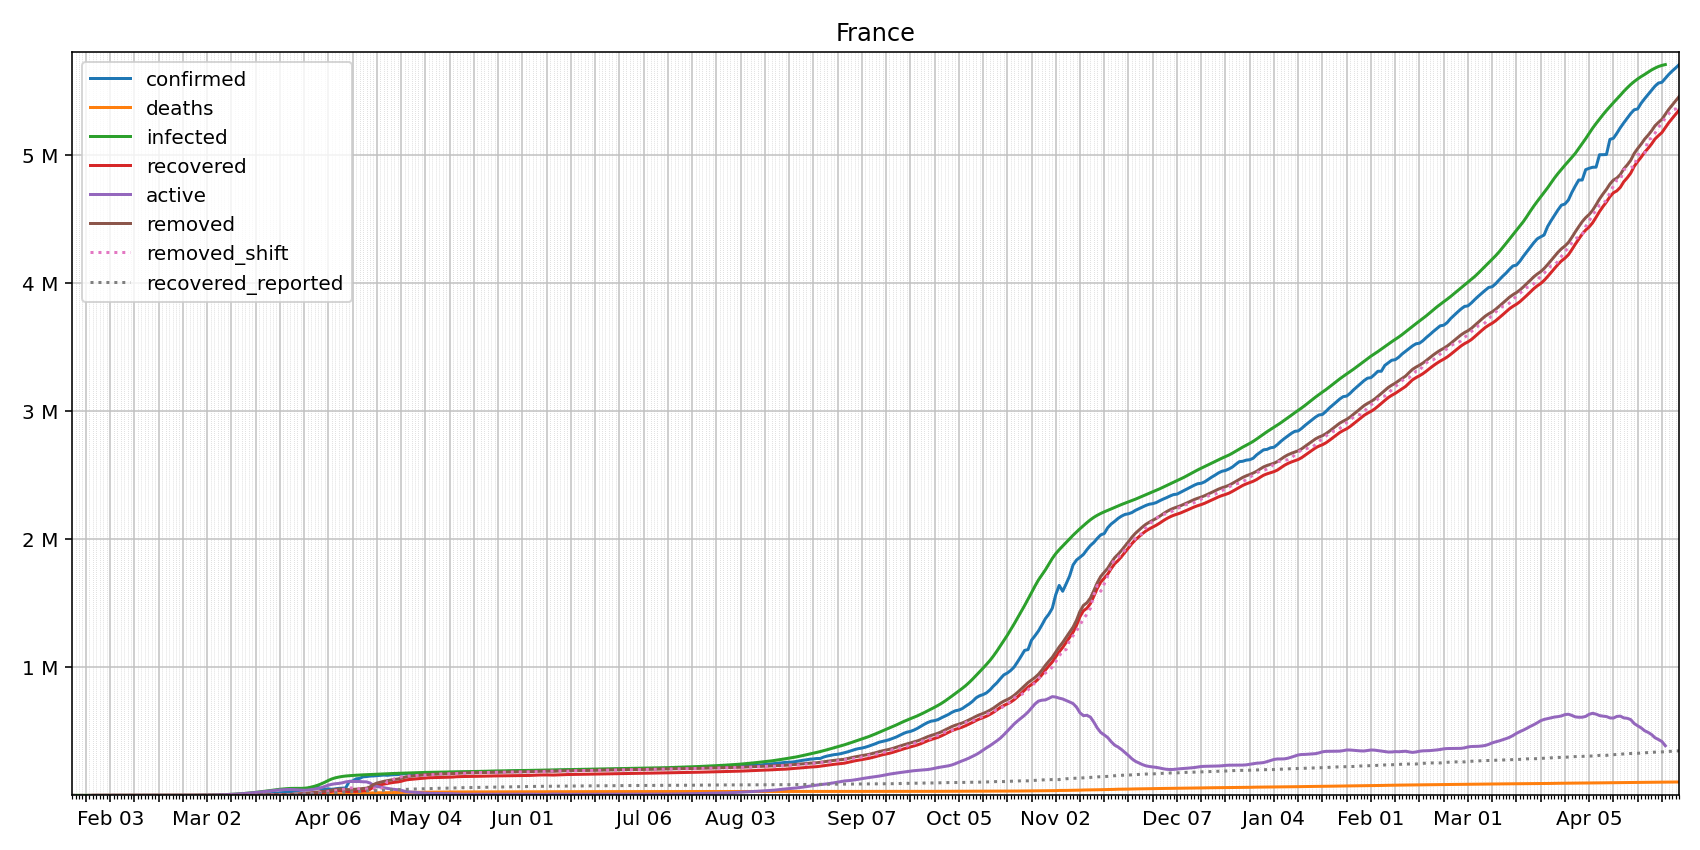 France
confirmed
deaths
infected
recovered
active
removed
removed_shift
recovered_reported
5 M
4 M
3 M
2 M
1 M
Feb 03 Mar 02 Apr 06 May 04 Jun 01 Jul 06 Aug 03 Sep 07 Oct 05 Nov 02 Dec 07 Jan 04 Feb 01 Mar 01 Apr 05